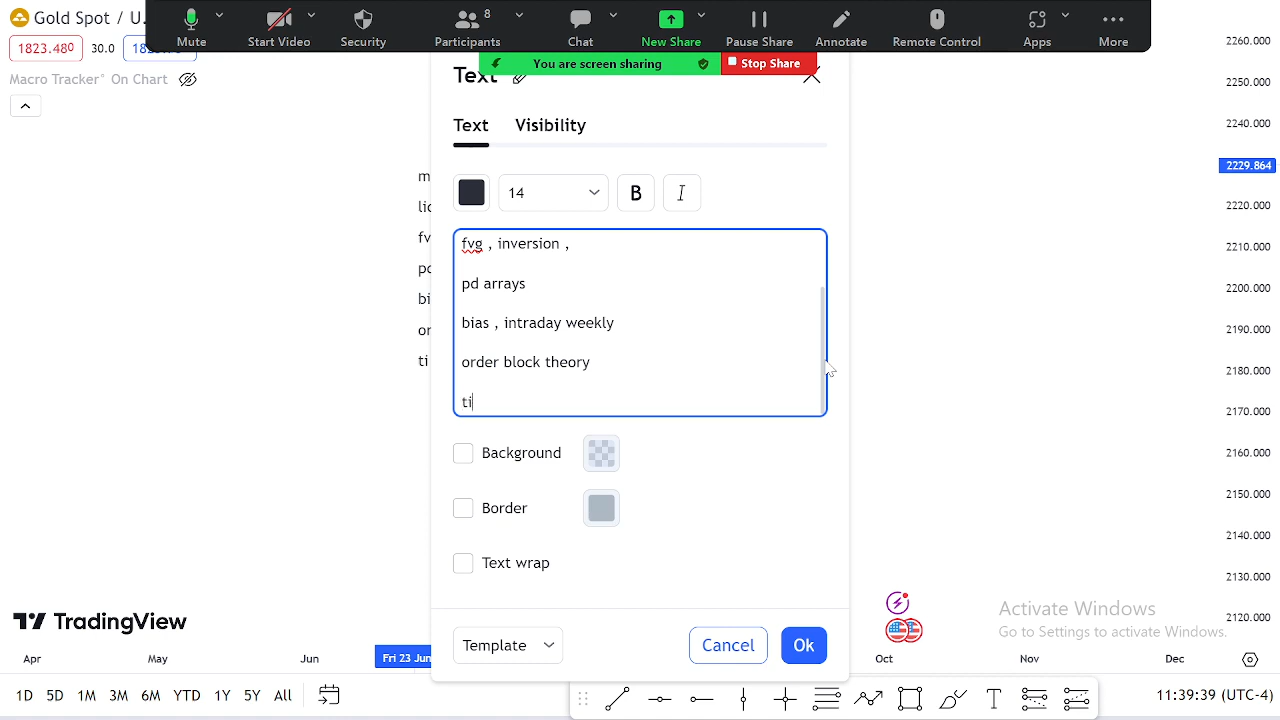 Gold Spot / U.
1823.480
30.0
Macro Tracker° On Chart
Mute
Start Video
Security
8
Participants
Chat
New Share
Pause Share
Annotate
Remote Control
Apps
More
You are screen sharing
Stop Share
Text
Text
Visibility
14
B
I
m
fv
bi
or
ti
fvg , inversion ,
pd arrays
bias , intraday weekly
order block theory
ti
Background
Border
Text wrap
Template
Cancel
Ok
2260.000
2250.000
2240.000
2229.864
2220.000
2210.000
2200.000
2190.000
2180.000
2170.000
2160.000
2150.000
2140.000
2130.000
2120.000
TradingView
Activate Windows
Go to Settings to activate Windows.
Apr
May
Jun
Fri 23 Jun
Oct
Nov
Dec
1D 5D 1M 3M 6M YTD 1Y 5Y All
11:39:39 (UTC-4)